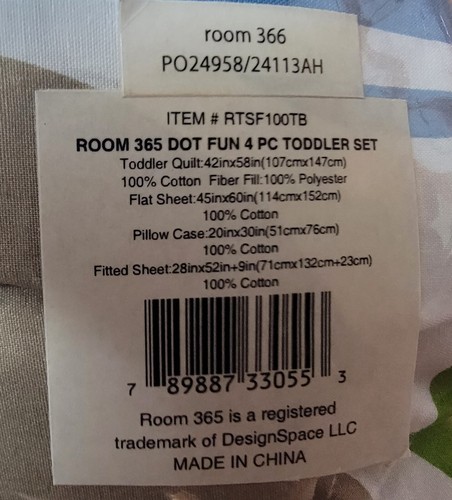 room 366
PO24958/24113AH
ITEM # RTSF100TB
ROOM 365 DOT FUN 4 PC TODDLER SET
Toddler Quilt:42inx58in(107cmx147cm)
100% Cotton Fiber Fill:100% Polyester
Flat Sheet:45inx60in(114cmx152cm)
100% Cotton
Pillow Case:20inx30in(51cmx76cm)
100% Cotton
Fitted Sheet:28inx52in+9in(71cmx132cm+23cm)
100% Cotton
7 89887 33055 3
Room 365 is a registered
trademark of DesignSpace LLC
MADE IN CHINA